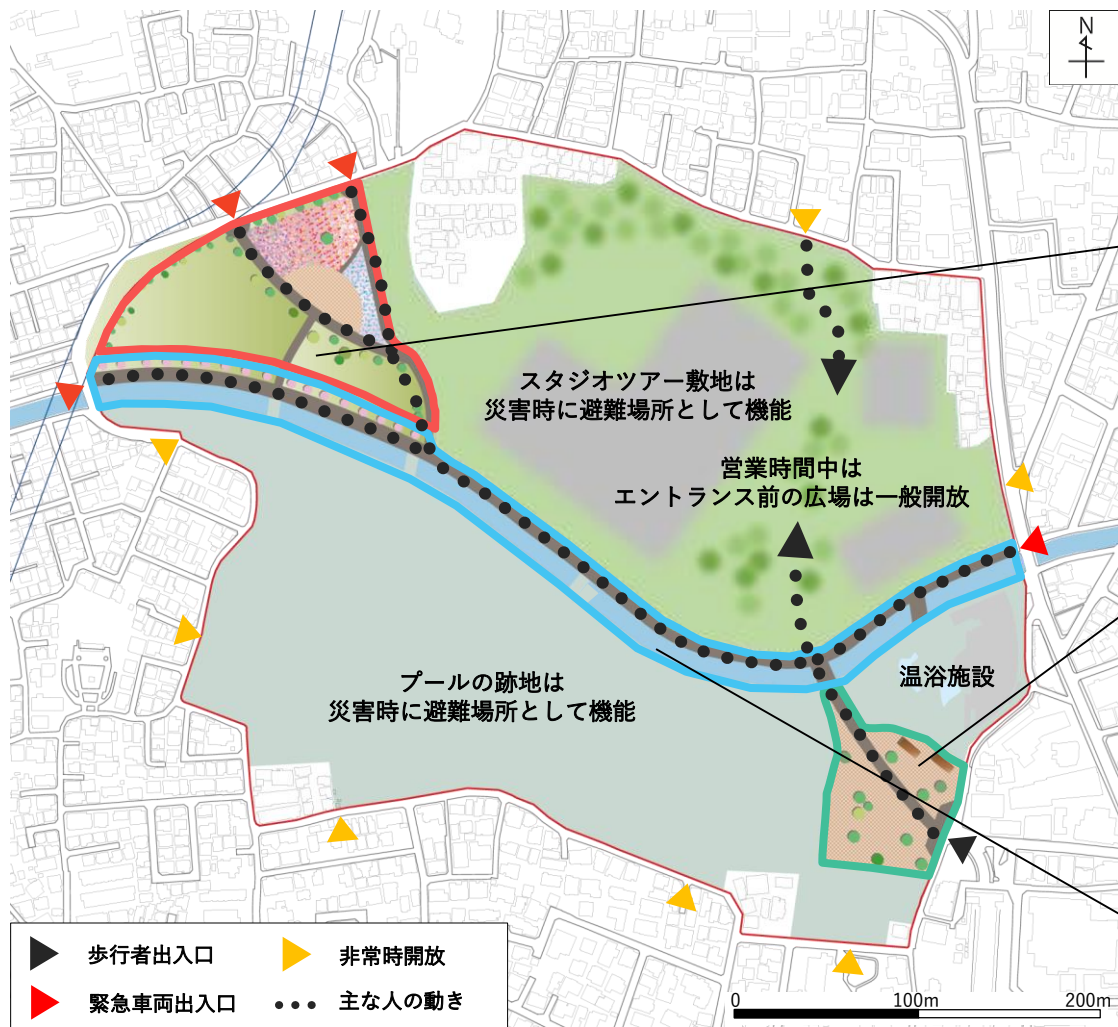 N
スタジオツアー敷地は
災害時に避難場所として機能
営業時間中は
エントランス前の広場は一般開放
温浴施設
プールの跡地は
災害時に避難場所として機能
歩行者出入口
非常時開放
緊急車両出入口
主な人の動き
0 100m 200m